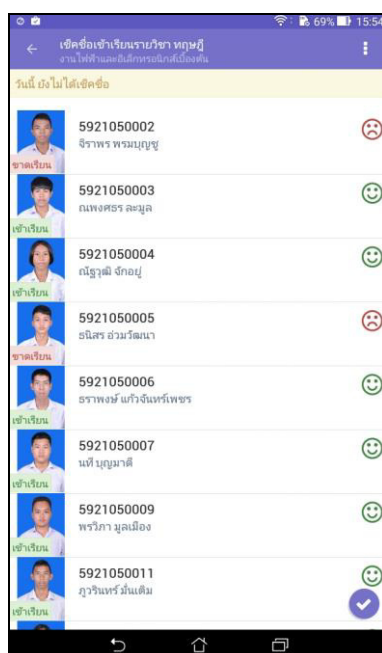 69% 15:54
เช็คชื่อเข้าเรียนรายวิชา ทฤษฎี
งานไฟฟ้าและอิเล็กทรอนิกส์เบื้องต้น
วันนี้ ยังไม่ได้เช็คชื่อ
5921050002
จิราพร พรมบุญชู
ขาดเรียน
5921050003
ณพงศธร ละมูล
เข้าเรียน
5921050004
ณัฐวุฒิ จักอยู่
เข้าเรียน
5921050005
ธนิสร อ่วมวัฒนา
ขาดเรียน
5921050006
ธราพงษ์ แก้วจันทร์เพชร
เข้าเรียน
5921050007
นที บุญมาตี
เข้าเรียน
5921050009
พรวิภา มูลเมือง
เข้าเรียน
5921050011
ภูวรินทร์ มั่นเติม
เข้าเรียน